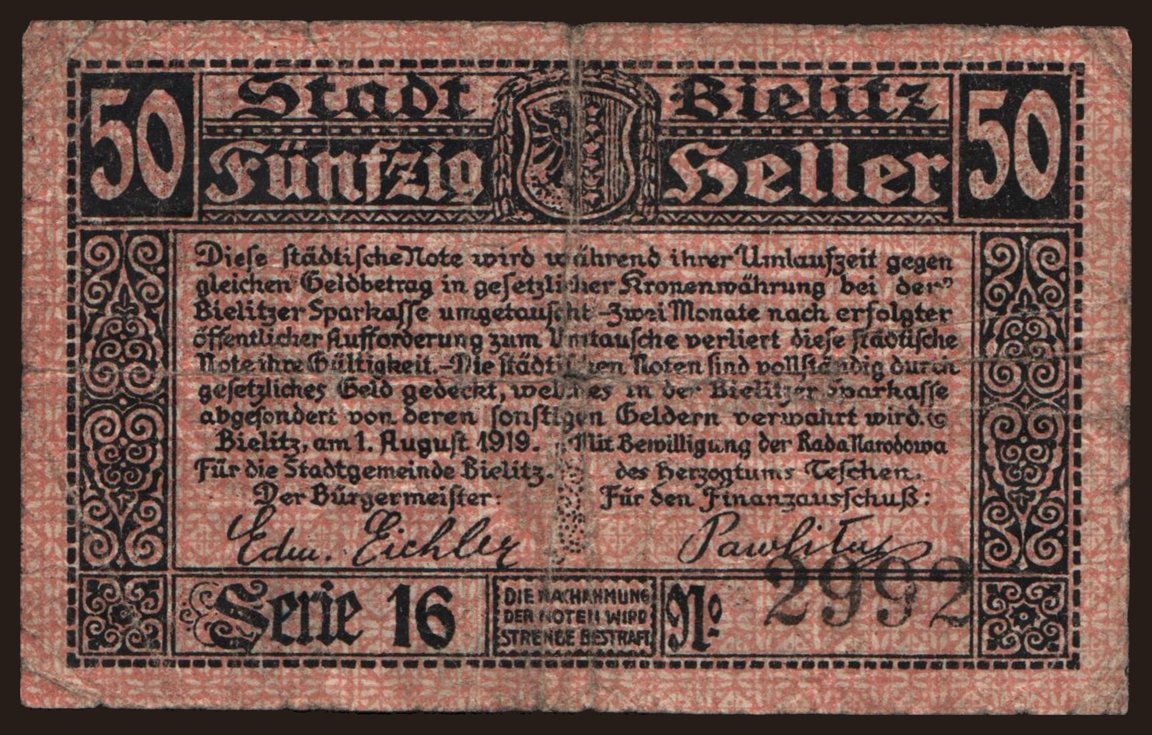 50 Stadt Bielitz 50
Fünfzig Heller
Diese städtische Note wird während ihrer Umlaufzeit gegen
gleichen Geldbetrag in gesetzlicher Kronenwährung bei der
Bielitzer Sparkasse umgetauscht-Zwei Monate nach erfolgter
öffentlicher Aufforderung zum Umtausche verliert diese städtische
Note ihre Gültigkeit.-Die städtischen Noten sind vollständig durch
gesetzliches Geld gedeckt, welches in der Bielitzer Sparkasse
abgesondert von deren sonstigen Geldern verwahrt wird.
Bielitz, am 1. August 1919. Mit Bewilligung der Rada Narodowa
Für die Stadtgemeinde Bielitz. des Herzogtums Teschen.
Der Bürgermeister: Für den Finanzausschuß:
Edm. Eichler
Serie 16
DIE NACHAHMUNG
DER NOTEN WIRD
STRENGE BESTRAFT
No 2992